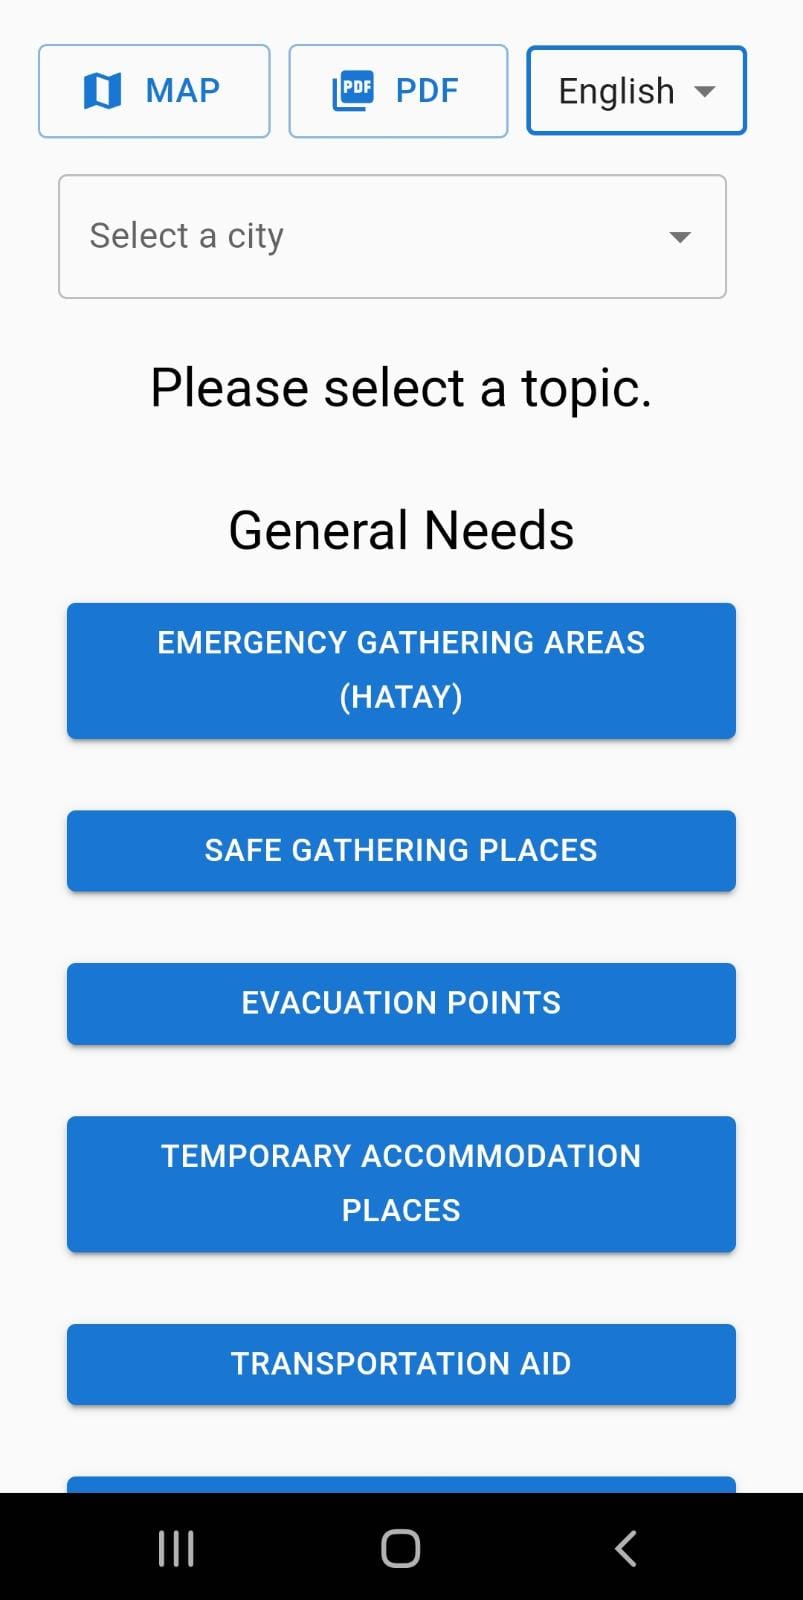 MAP
PDF PDF
English
Select a city
Please select a topic.
General Needs
EMERGENCY GATHERING AREAS
(HATAY)
SAFE GATHERING PLACES
EVACUATION POINTS
TEMPORARY ACCOMMODATION
PLACES
TRANSPORTATION AID